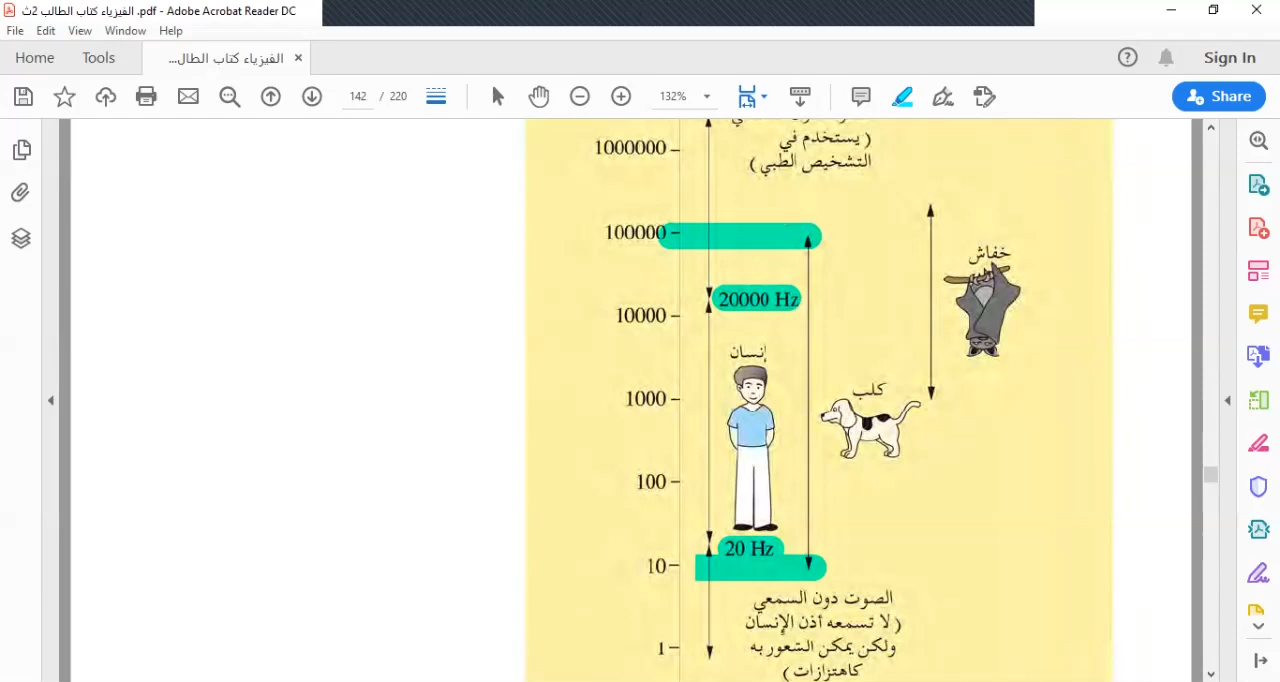 الفيزياء كتاب الطالب 2ث .pdf - Adobe Acrobat Reader DC
File Edit View Window Help
Home Tools
الفيزياء كتاب الطال...
Sign In
142 / 220
132%
Share
( يستخدم في
التشخيص الطبي )
1000000
100000
خفاش
20000 Hz
10000
إنسان
1000
كلب
100
20 Hz
10
الصوت دون السمعي
( لا تسمعه أذن الإنسان
ولكن يمكن الشعور به
كاهتزازات )
1